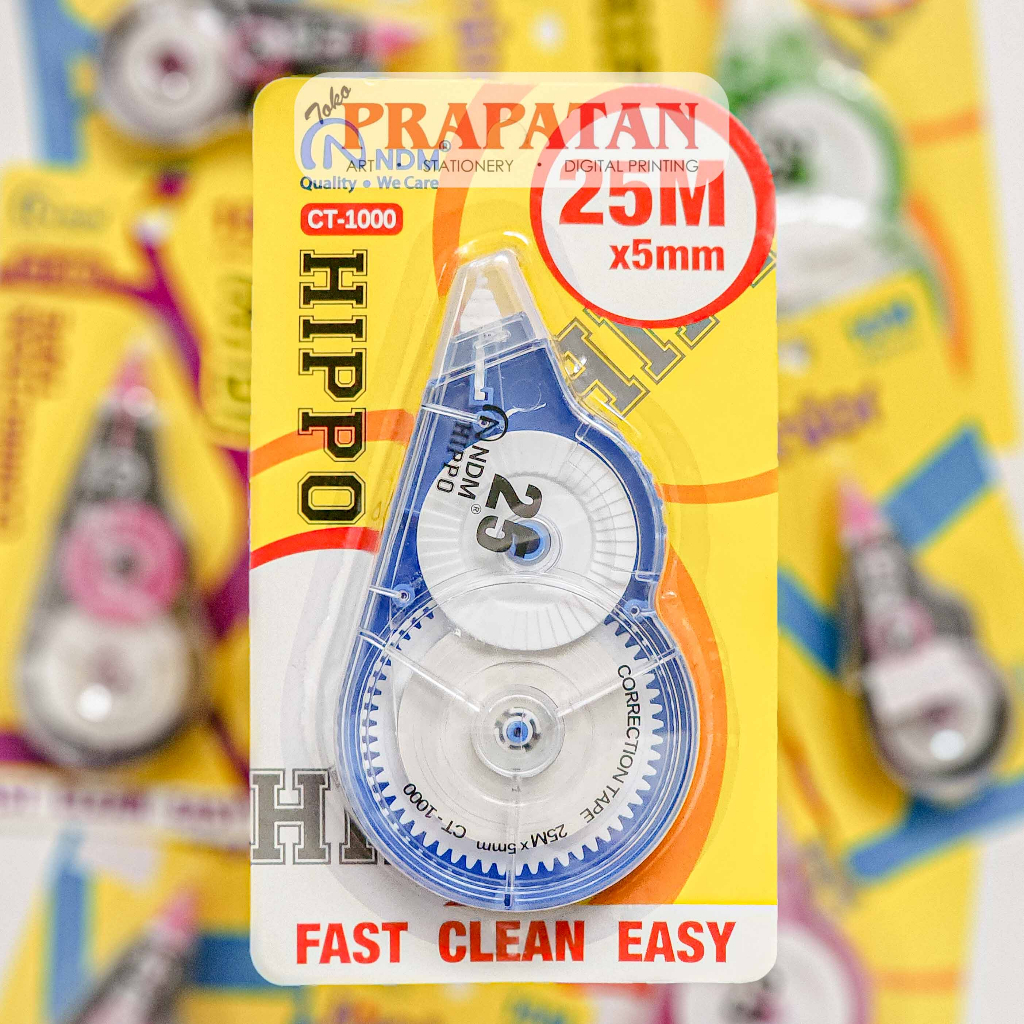 Toko
PRAPATAN
ART • STATIONERY • DIGITAL PRINTING
NDM®
Quality • We Care
CT-1000
25M
x5mm
HIPPO
NDM®
HIPPO
25
CORRECTION TAPE 25M x 5mm
CT - 1000
FAST CLEAN EASY